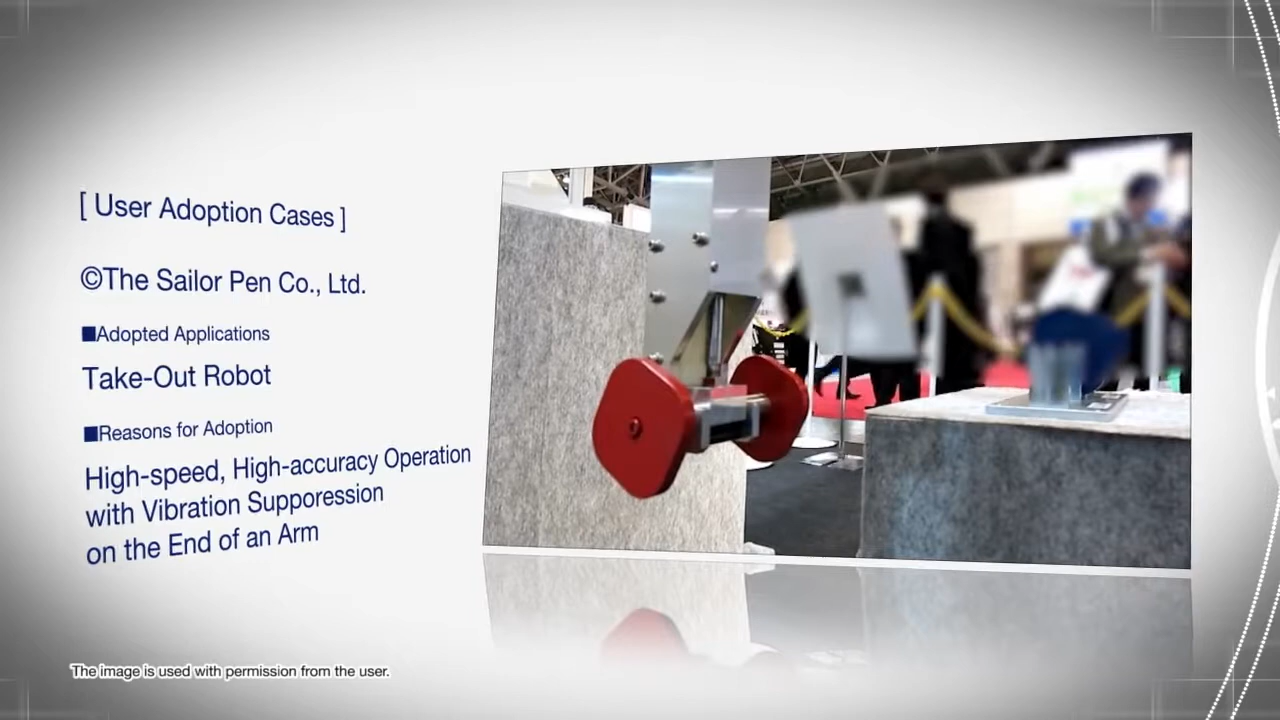 [ User Adoption Cases ]
©The Sailor Pen Co., Ltd.
■Adopted Applications
Take-Out Robot
■Reasons for Adoption
High-speed, High-accuracy Operation
with Vibration Supporession
on the End of an Arm
The image is used with permission from the user.